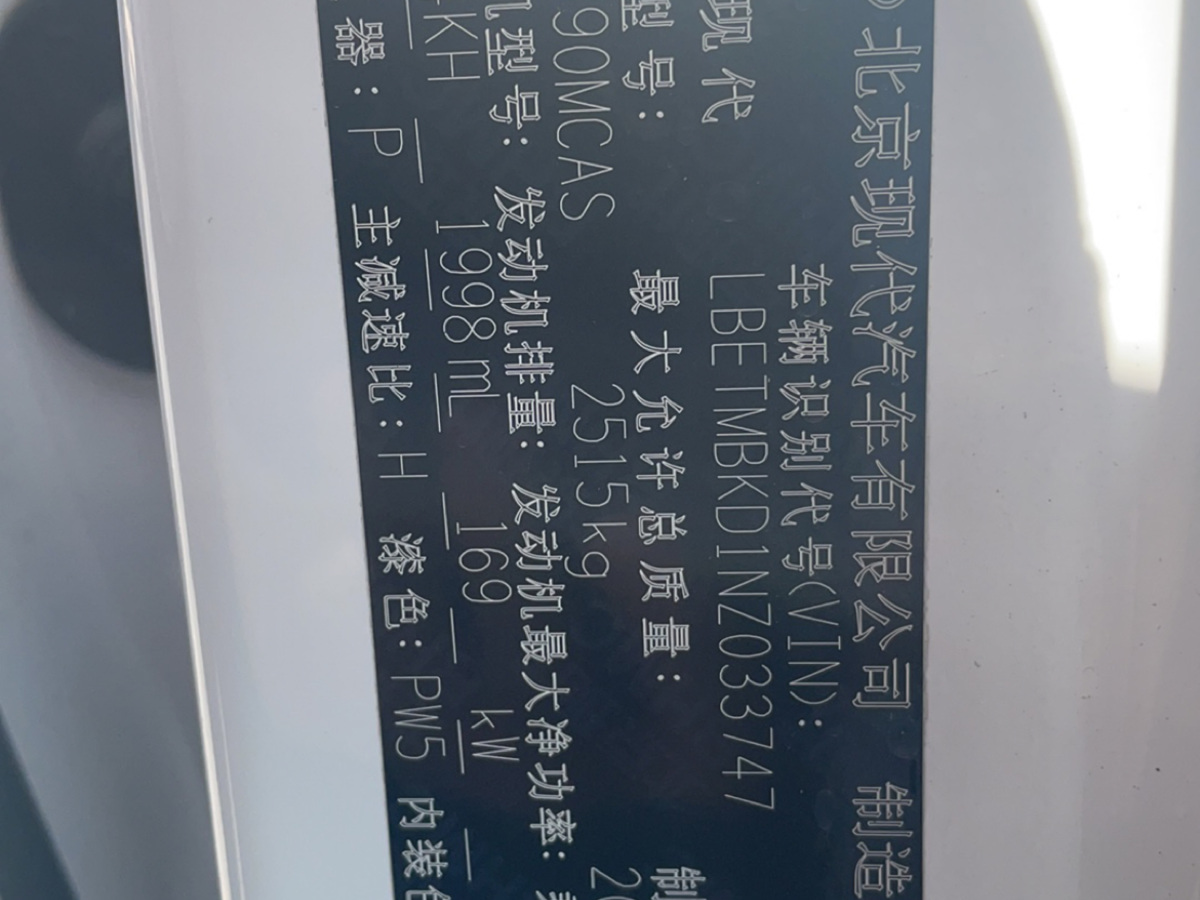 北京现代汽车有限公司 制造
车辆识别代号(VIN):
现代 LBETMBKD1NZ033747
型号: 最大允许总质量: 制
90MCAS 2515kg 20
机型号: 发动机排量: 发动机最大净功率:
-KH 1998mL 169 kW
器: P 主减速比: H 漆色: PW5 内装色